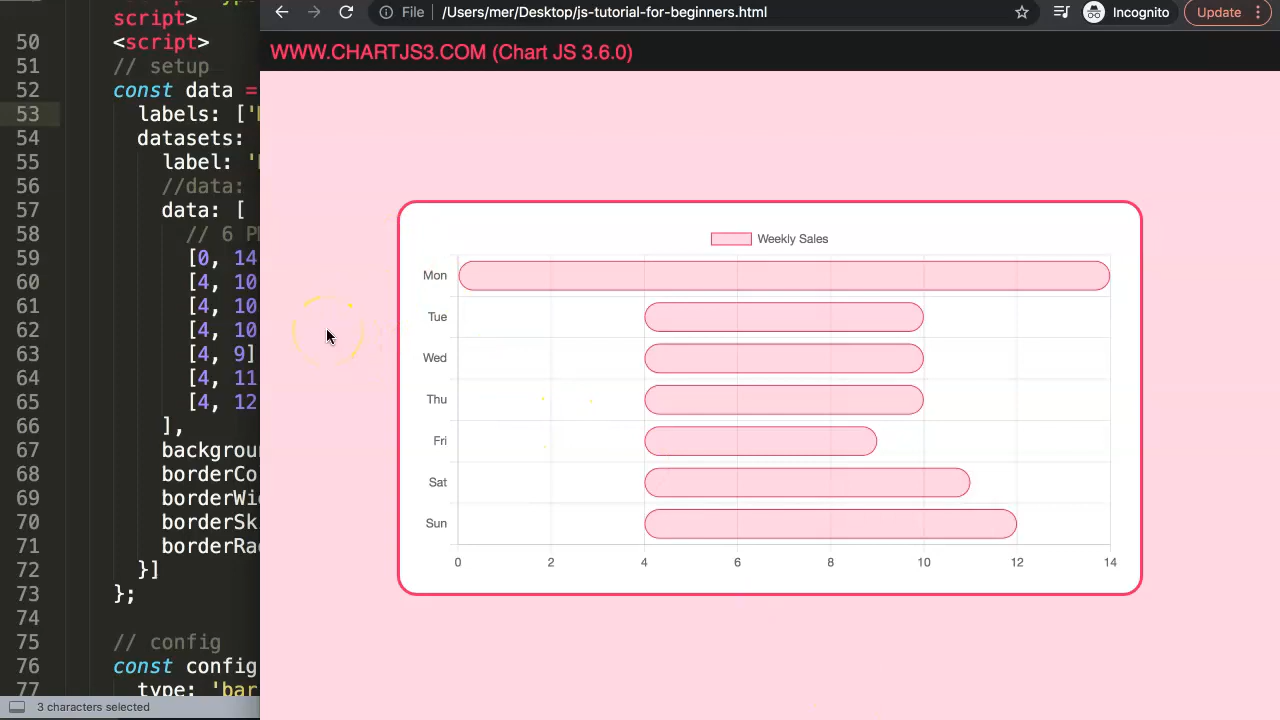 script>
50 <script>
51 // setup
52 const data =
53 labels: ['
54 datasets:
55 label: '
56 //data:
57 data: [
58 // 6 P
59 [0, 14
60 [4, 10
61 [4, 10
62 [4, 10
63 [4, 9]
64 [4, 11
65 [4, 12
66 ],
67 backgrou
68 borderCo
69 borderWi
70 borderSk
71 borderRa
72 }]
73 };
74
75 // config
76 const config
77 type: 'bar
3 characters selected
File /Users/mer/Desktop/js-tutorial-for-beginners.html
Incognito
Update
WWW.CHARTJS3.COM (Chart JS 3.6.0)
Weekly Sales
Mon
Tue
Wed
Thu
Fri
Sat
Sun
0 2 4 6 8 10 12 14